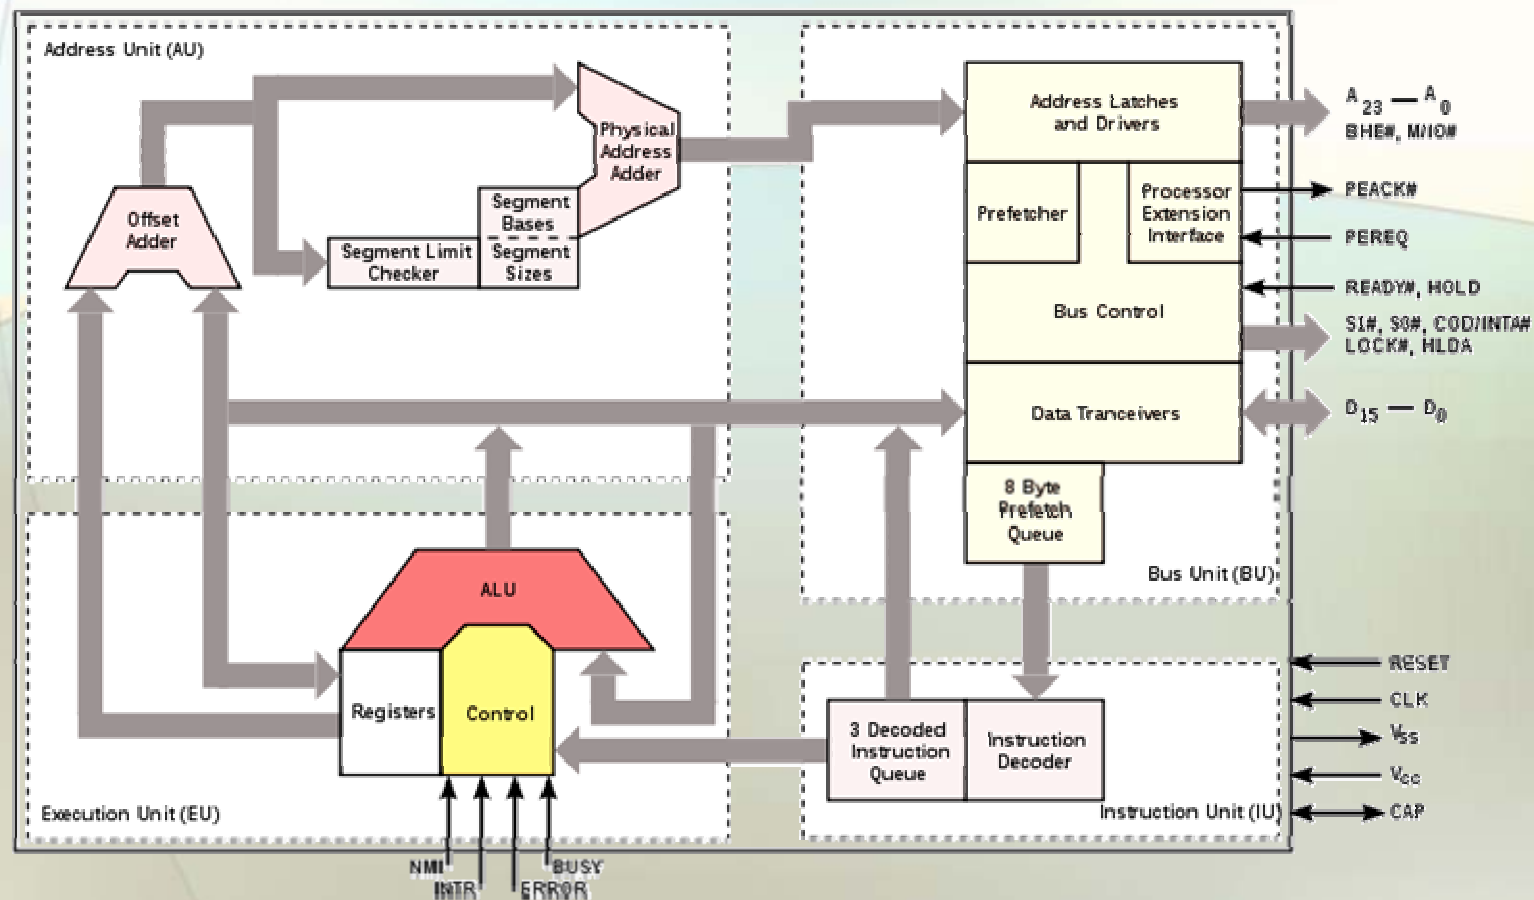 Address Unit (AU)
Offset
Adder
Physical
Address
Adder
Segment
Bases
Segment
Sizes
Segment Limit
Checker
Address Latches
and Drivers
Prefetcher
Processor
Extension
Interface
Bus Control
Data Tranceivers
8 Byte
Prefetch
Queue
Bus Unit (BU)
A23 — A0
BHE#, M/IO#
PEACK#
PEREQ
READY#, HOLD
S1#, S0#, COD/INTA#
LOCK#, HLDA
D15 — D0
ALU
Registers
Control
Execution Unit (EU)
NMI
INTR
BUSY
ERROR
3 Decoded
Instruction
Queue
Instruction
Decoder
Instruction Unit (IU)
RESET
CLK
Vss
Vcc
CAP